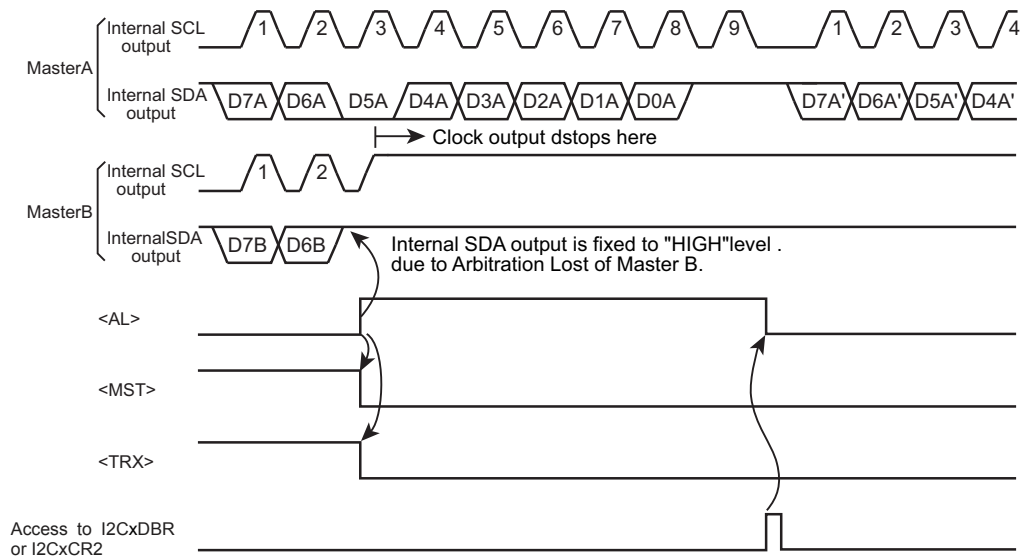 MasterA
Internal SCL
output
1 2 3 4 5 6 7 8 9 1 2 3 4
Internal SDA
output
D7A D6A D5A D4A D3A D2A D1A D0A D7A' D6A' D5A' D4A'
Clock output dstops here
MasterB
Internal SCL
output
1 2
InternalSDA
output
D7B D6B
Internal SDA output is fixed to "HIGH"level .
due to Arbitration Lost of Master B.
<AL>
<MST>
<TRX>
Access to I2CxDBR
or I2CxCR2